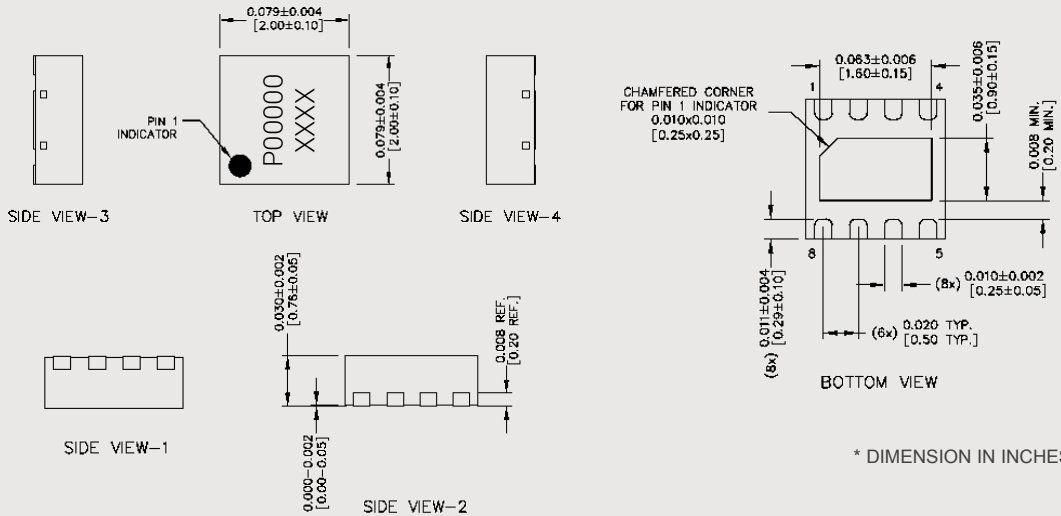 0.079±0.004
[2.00±0.10]
P00000
XXXX
PIN 1
INDICATOR
0.079±0.004
[2.00±0.10]
SIDE VIEW-3
TOP VIEW
SIDE VIEW-4
0.063±0.006
[1.60±0.15]
0.035±0.006
[0.90±0.15]
1
4
CHAMFERED CORNER
FOR PIN 1 INDICATOR
0.010x0.010
[0.25x0.25]
0.008 MIN.
[0.20 MIN.]
8
5
(8x) 0.011±0.004
[0.29±0.10]
(8x) 0.010±0.002
[0.25±0.05]
(6x) 0.020 TYP.
[0.50 TYP.]
BOTTOM VIEW
0.030±0.002
[0.76±0.05]
0.008 REF.
[0.20 REF.]
SIDE VIEW-1
0.000-0.002
[0.00-0.05]
SIDE VIEW-2
* DIMENSION IN INCHES